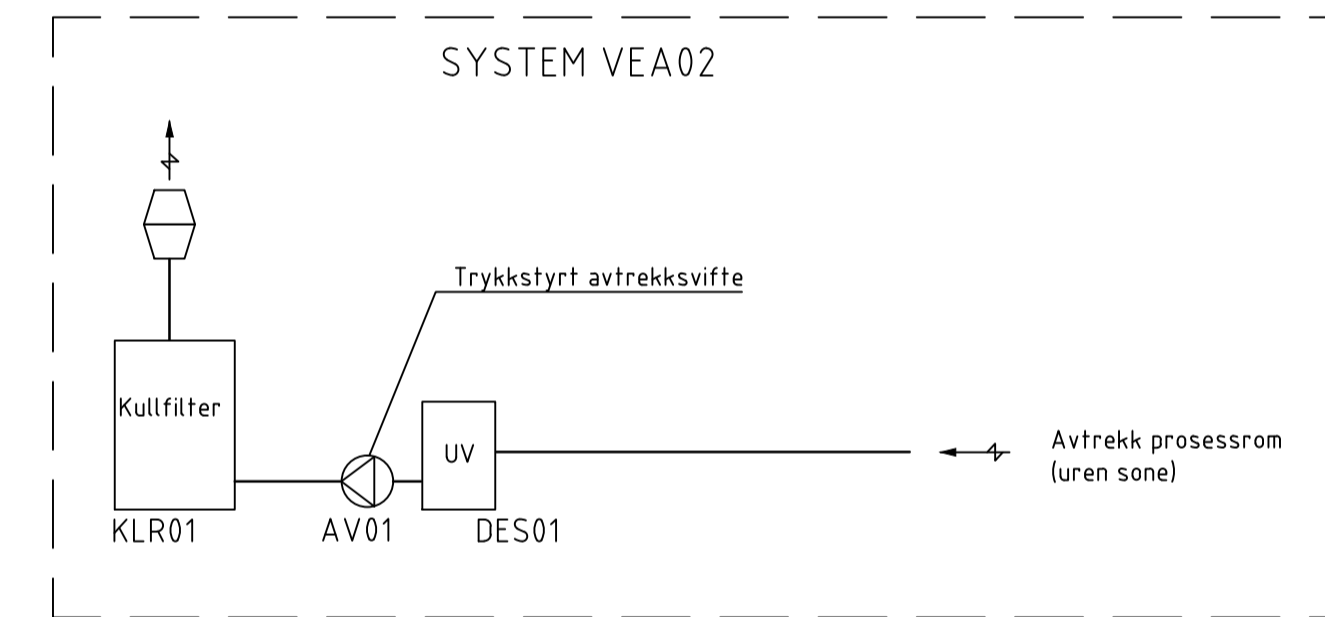 SYSTEM VEA02
Trykkstyrt avtrekksvifte
Kullfilter
UV
Avtrekk prosessrom
(uren sone)
KLR01
AV01
DES01